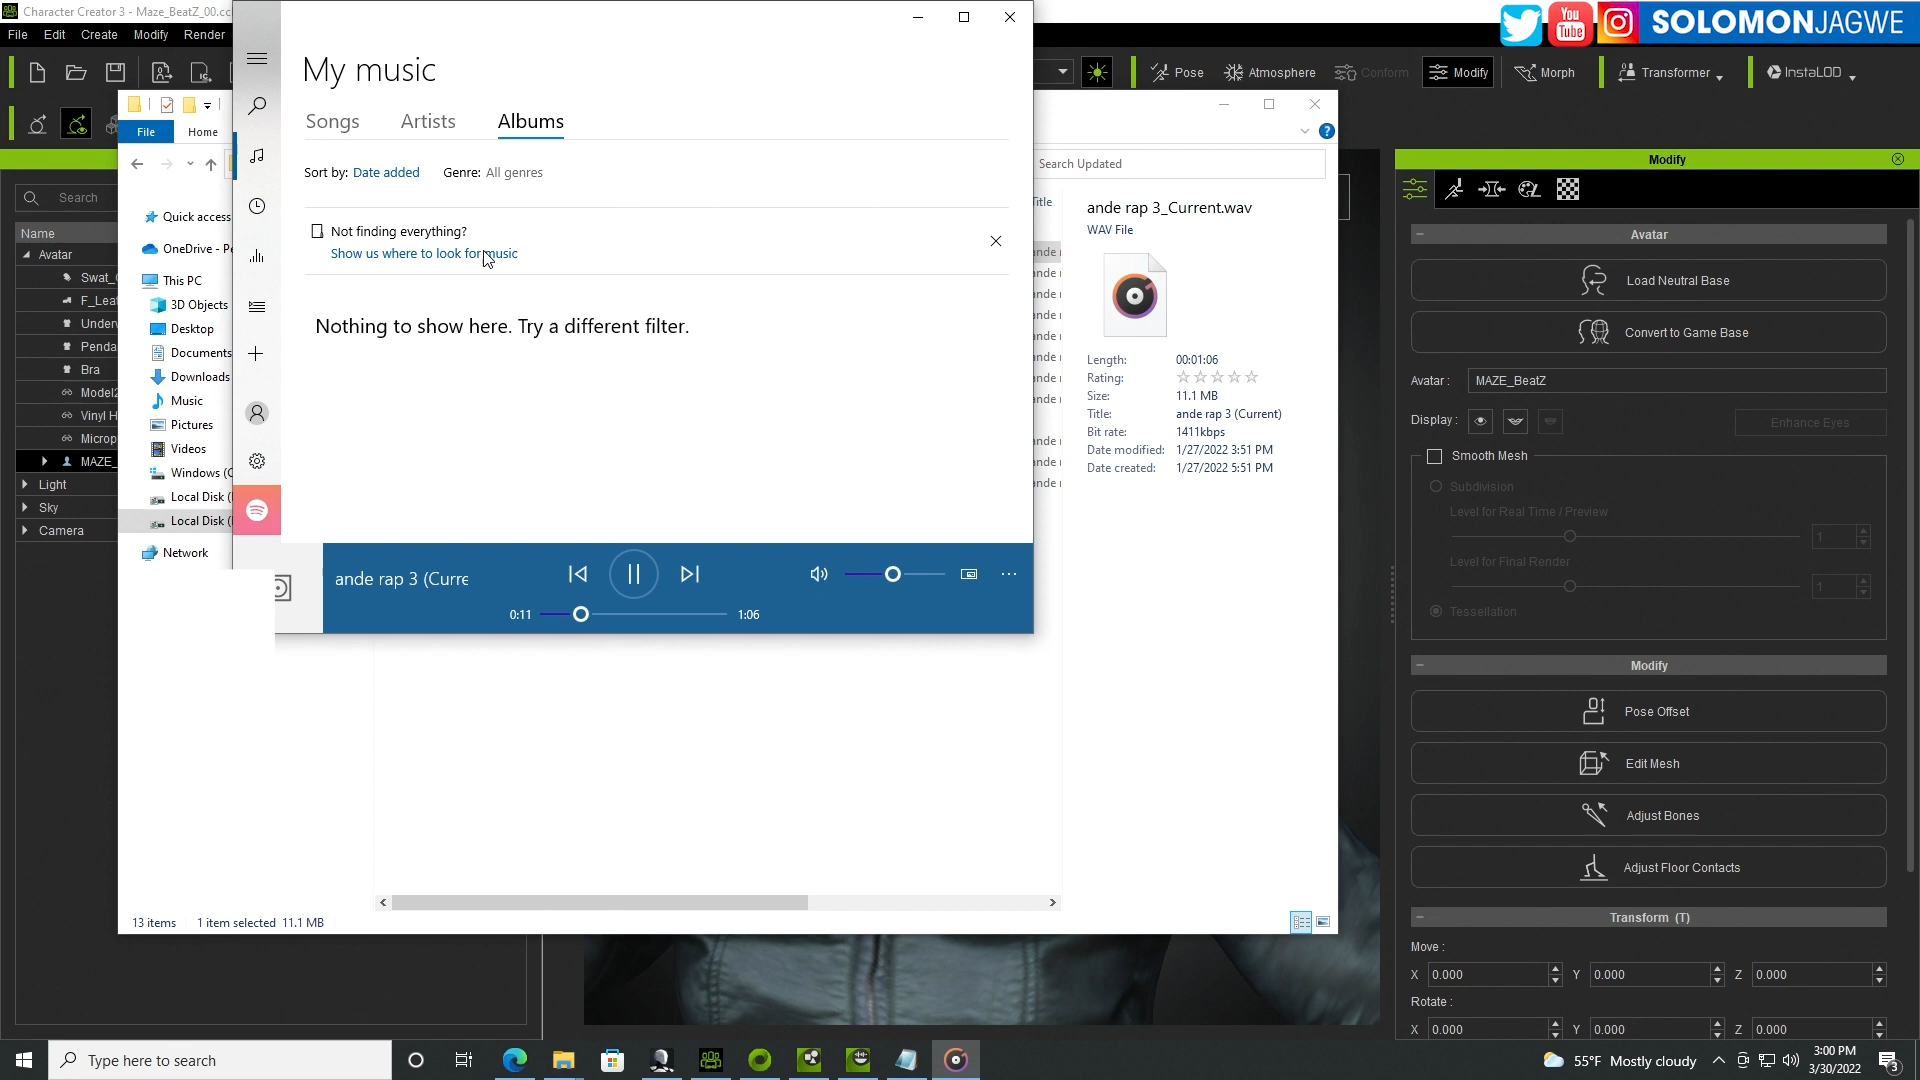 Character Creator 3 - Maze_BeatZ_00.cc
File Edit Create Modify Render
SOLOMONJAGWE
You Tube
Pose Atmosphere Conform Modify Morph Transformer InstaLOD
My music
Songs Artists Albums
Sort by: Date added Genre: All genres
Not finding everything?
Show us where to look for music
Nothing to show here. Try a different filter.
ande rap 3 (Curre
0:11 1:06
File Home
Search Updated
Quick access
OneDrive - Pe
This PC
3D Objects
Desktop
Documents
Downloads
Music
Pictures
Videos
Windows (C
Local Disk (
Local Disk (
Network
13 items 1 item selected 11.1 MB
ande rap 3_Current.wav
WAV File
Length: 00:01:06
Rating:
Size: 11.1 MB
Title: ande rap 3 (Current)
Bit rate: 1411kbps
Date modified: 1/27/2022 3:51 PM
Date created: 1/27/2022 5:51 PM
Search
Name
Avatar
Swat_
F_Lea
Underw
Penda
Bra
Model2
Vinyl H
Microp
MAZE_
Light
Sky
Camera
Modify
Avatar
Load Neutral Base
Convert to Game Base
Avatar : MAZE_BeatZ
Display : Enhance Eyes
Smooth Mesh
Subdivision
Level for Real Time / Preview
1
Level for Final Render
1
Tessellation
Modify
Pose Offset
Edit Mesh
Adjust Bones
Adjust Floor Contacts
Transform (T)
Move :
X 0.000 Y 0.000 Z 0.000
Rotate :
X 0.000 Y 0.000 Z 0.000
Type here to search
55°F Mostly cloudy
3:00 PM
3/30/2022
3